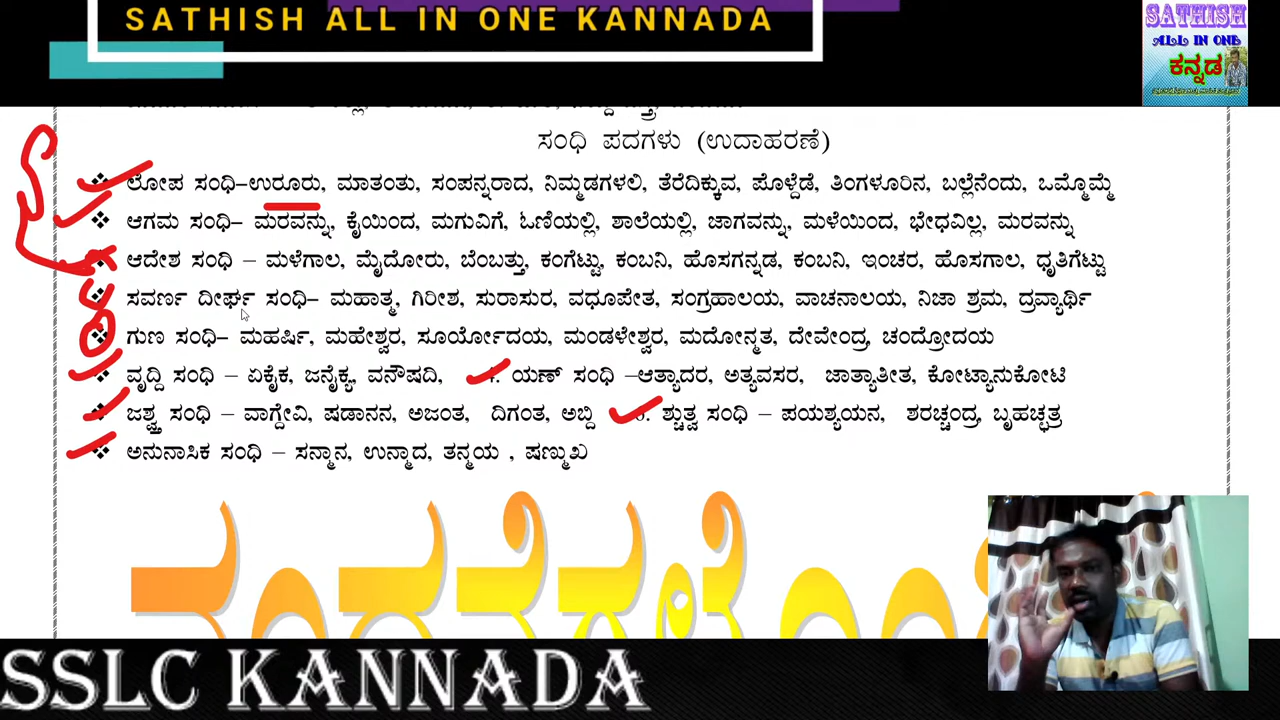 SATHISH ALL IN ONE KANNADA
SATHISH
ALL IN ONE
ಕನ್ನಡ
ಸಂಧಿ ಪದಗಳು (ಉದಾಹರಣೆ)
❖ ಲೋಪ ಸಂಧಿ–ಉರೂರು, ಮಾತಂತು, ಸಂಪನ್ನರಾದ, ನಿಮ್ಮಡಗಳಲಿ, ತೆರೆದಿಕ್ಕುವ, ಪೊಳ್ದೆಡೆ, ತಿಂಗಳೂರಿನ, ಬಲ್ಲೆನೆಂದು, ಒಮ್ಮೊಮ್ಮೆ
❖ ಆಗಮ ಸಂಧಿ– ಮರವನ್ನು, ಕೈಯಿಂದ, ಮಗುವಿಗೆ, ಓಣಿಯಲ್ಲಿ, ಶಾಲೆಯಲ್ಲಿ, ಜಾಗವನ್ನು, ಮಳೆಯಿಂದ, ಭೇಧವಿಲ್ಲ, ಮರವನ್ನು
❖ ಆದೇಶ ಸಂಧಿ – ಮಳೆಗಾಲ, ಮೈದೋರು, ಬೆಂಬತ್ತು, ಕಂಗೆಟ್ಟು, ಕಂಬನಿ, ಹೊಸಗನ್ನಡ, ಕಂಬನಿ, ಇಂಚರ, ಹೊಸಗಾಲ, ಧೃತಿಗೆಟ್ಟು
❖ ಸವರ್ಣ ದೀರ್ಘ ಸಂಧಿ– ಮಹಾತ್ಮ, ಗಿರೀಶ, ಸುರಾಸುರ, ವಧೂಪೇತ, ಸಂಗ್ರಹಾಲಯ, ವಾಚನಾಲಯ, ನಿಜಾ ಶ್ರಮ, ದ್ರವ್ಯಾರ್ಥಿ
❖ ಗುಣ ಸಂಧಿ– ಮಹರ್ಷಿ, ಮಹೇಶ್ವರ, ಸೂರ್ಯೋದಯ, ಮಂಡಳೇಶ್ವರ, ಮದೋನ್ಮತ, ದೇವೇಂದ್ರ, ಚಂದ್ರೋದಯ
❖ ವೃದ್ದಿ ಸಂಧಿ – ಏಕೈಕ, ಜನೈಕ್ಯ, ವನೌಷದಿ, 4. ಯಣ್ ಸಂಧಿ –ಆತ್ಯಾದರ, ಅತ್ಯವಸರ, ಜಾತ್ಯಾತೀತ, ಕೋಟ್ಯಾನುಕೋಟಿ
❖ ಜಶ್ತ್ವ ಸಂಧಿ – ವಾಗ್ದೇವಿ, ಷಡಾನನ, ಅಜಂತ, ದಿಗಂತ, ಅಬ್ದಿ ಶ್ಚುತ್ವ ಸಂಧಿ – ಪಯಶ್ಶಯನ, ಶರಚ್ಚಂದ್ರ, ಬೃಹಚ್ಛತ್ರ
❖ ಅನುನಾಸಿಕ ಸಂಧಿ – ಸನ್ಮಾನ, ಉನ್ಮಾದ, ತನ್ಮಯ , ಷಣ್ಮುಖ
SSLC KANNADA